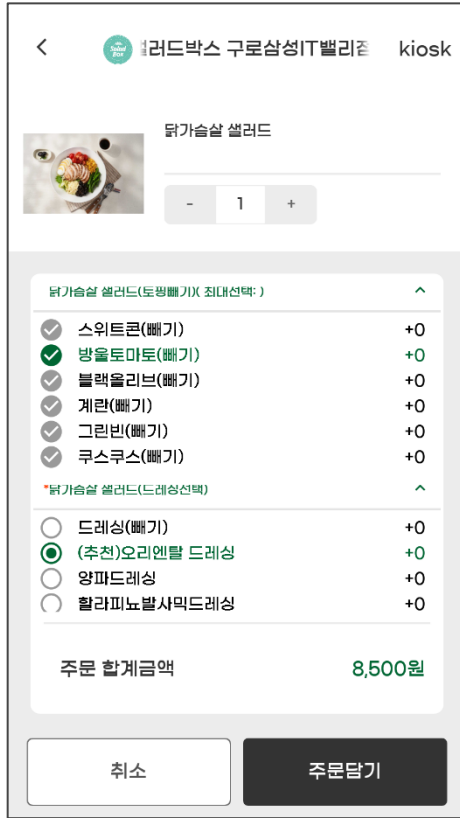 <
Salad Box
샐러드박스 구로삼성IT밸리점 kiosk
닭가슴살 샐러드
- 1 +
닭가슴살 샐러드(토핑빼기)( 최대선택: )
스위트콘(빼기) +0
방울토마토(빼기) +0
블랙올리브(빼기) +0
계란(빼기) +0
그린빈(빼기) +0
쿠스쿠스(빼기) +0
*닭가슴살 샐러드(드레싱선택)
드레싱(빼기) +0
(추천)오리엔탈 드레싱 +0
양파드레싱 +0
할라피뇨발사믹드레싱 +0
주문 합계금액 8,500원
취소 주문담기